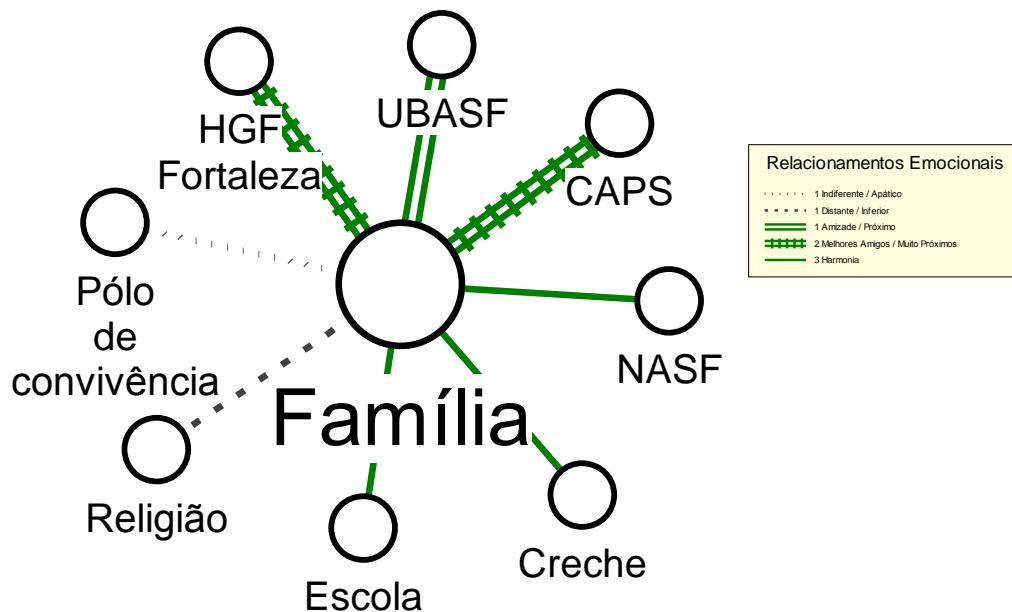 HGF
Fortaleza
UBASF
CAPS
Pólo
de
convivência
NASF
Família
Religião
Escola
Creche
Relacionamentos Emocionais
1 Indiferente / Apático
1 Distante / Inferior
1 Amizade / Próximo
2 Melhores Amigos / Muito Próximos
3 Harmonia